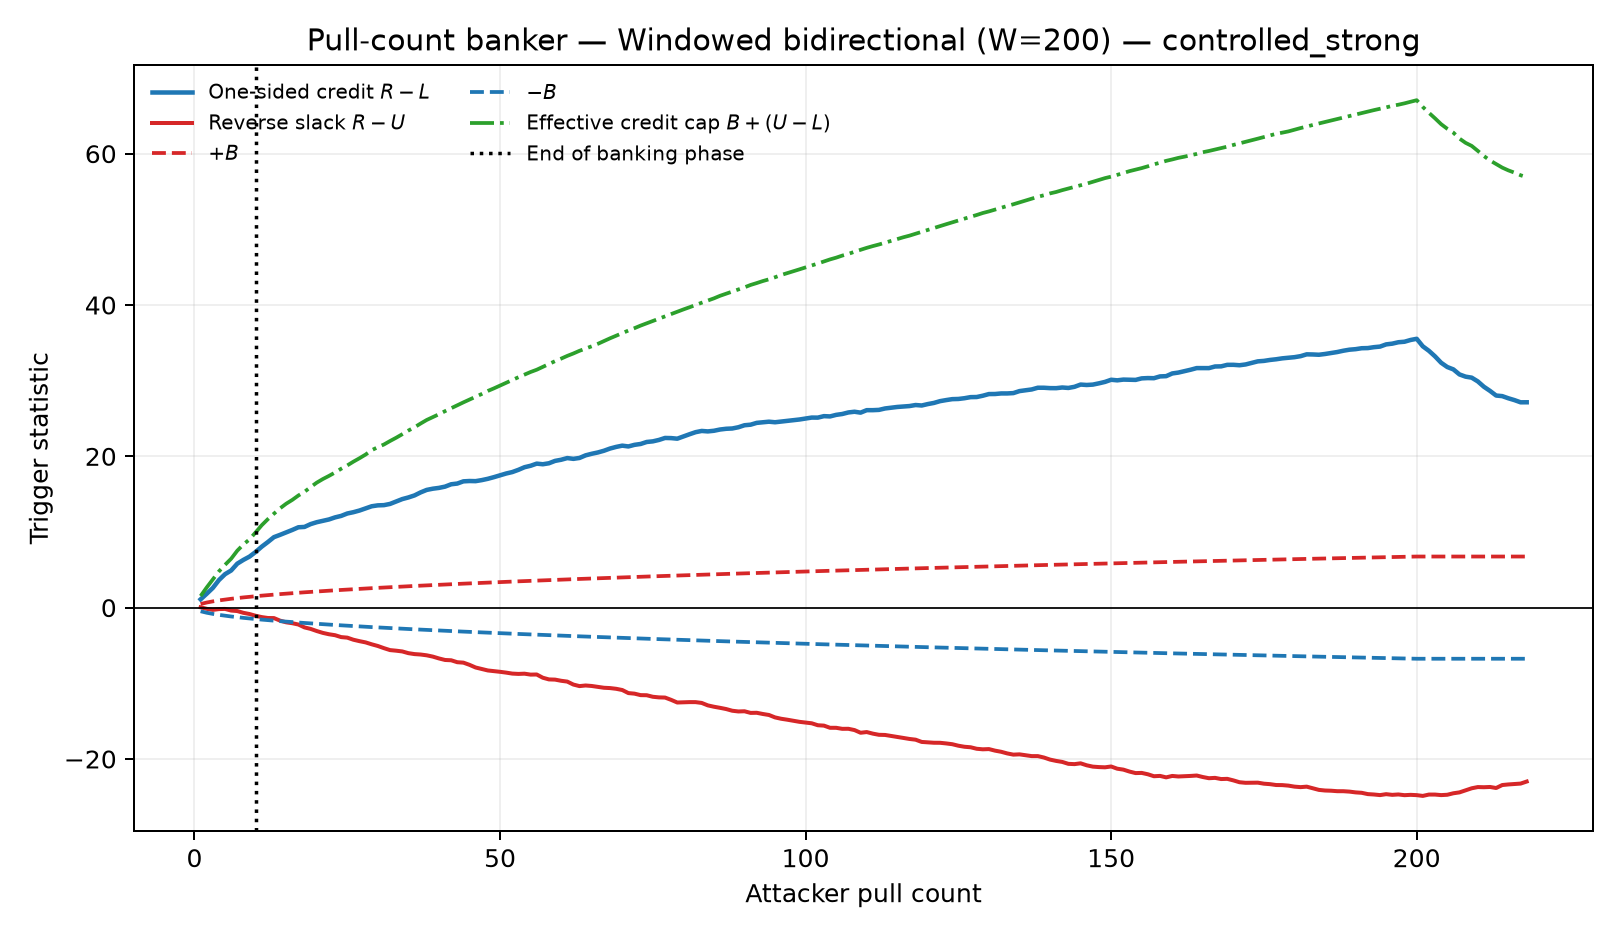 Pull-count banker — Windowed bidirectional (W=200) — controlled_strong
One-sided credit R − L
Reverse slack R − U
+B
−B
Effective credit cap B + (U − L)
End of banking phase
Trigger statistic
60
40
20
0
−20
0
50
100
150
200
Attacker pull count